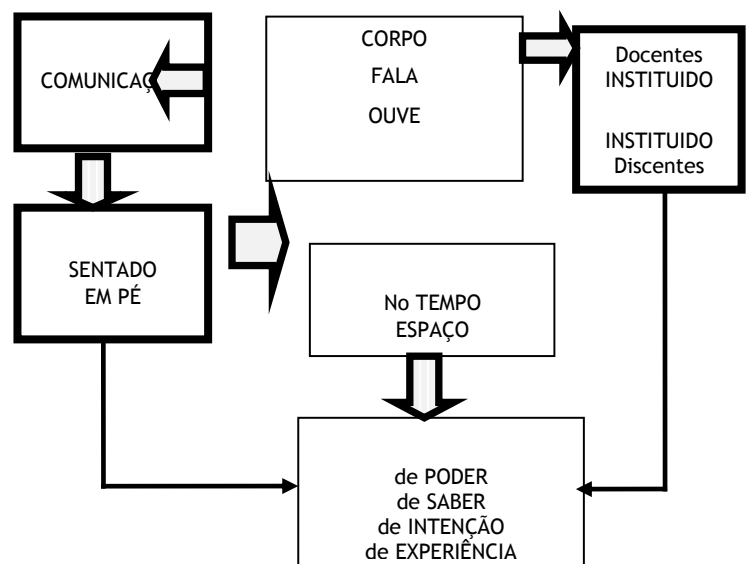 COMUNICAÇ
CORPO
FALA
OUVE
Docentes
INSTITUIDO
INSTITUIDO
Discentes
SENTADO
EM PÉ
No TEMPO
ESPAÇO
de PODER
de SABER
de INTENÇÃO
de EXPERIÊNCIA